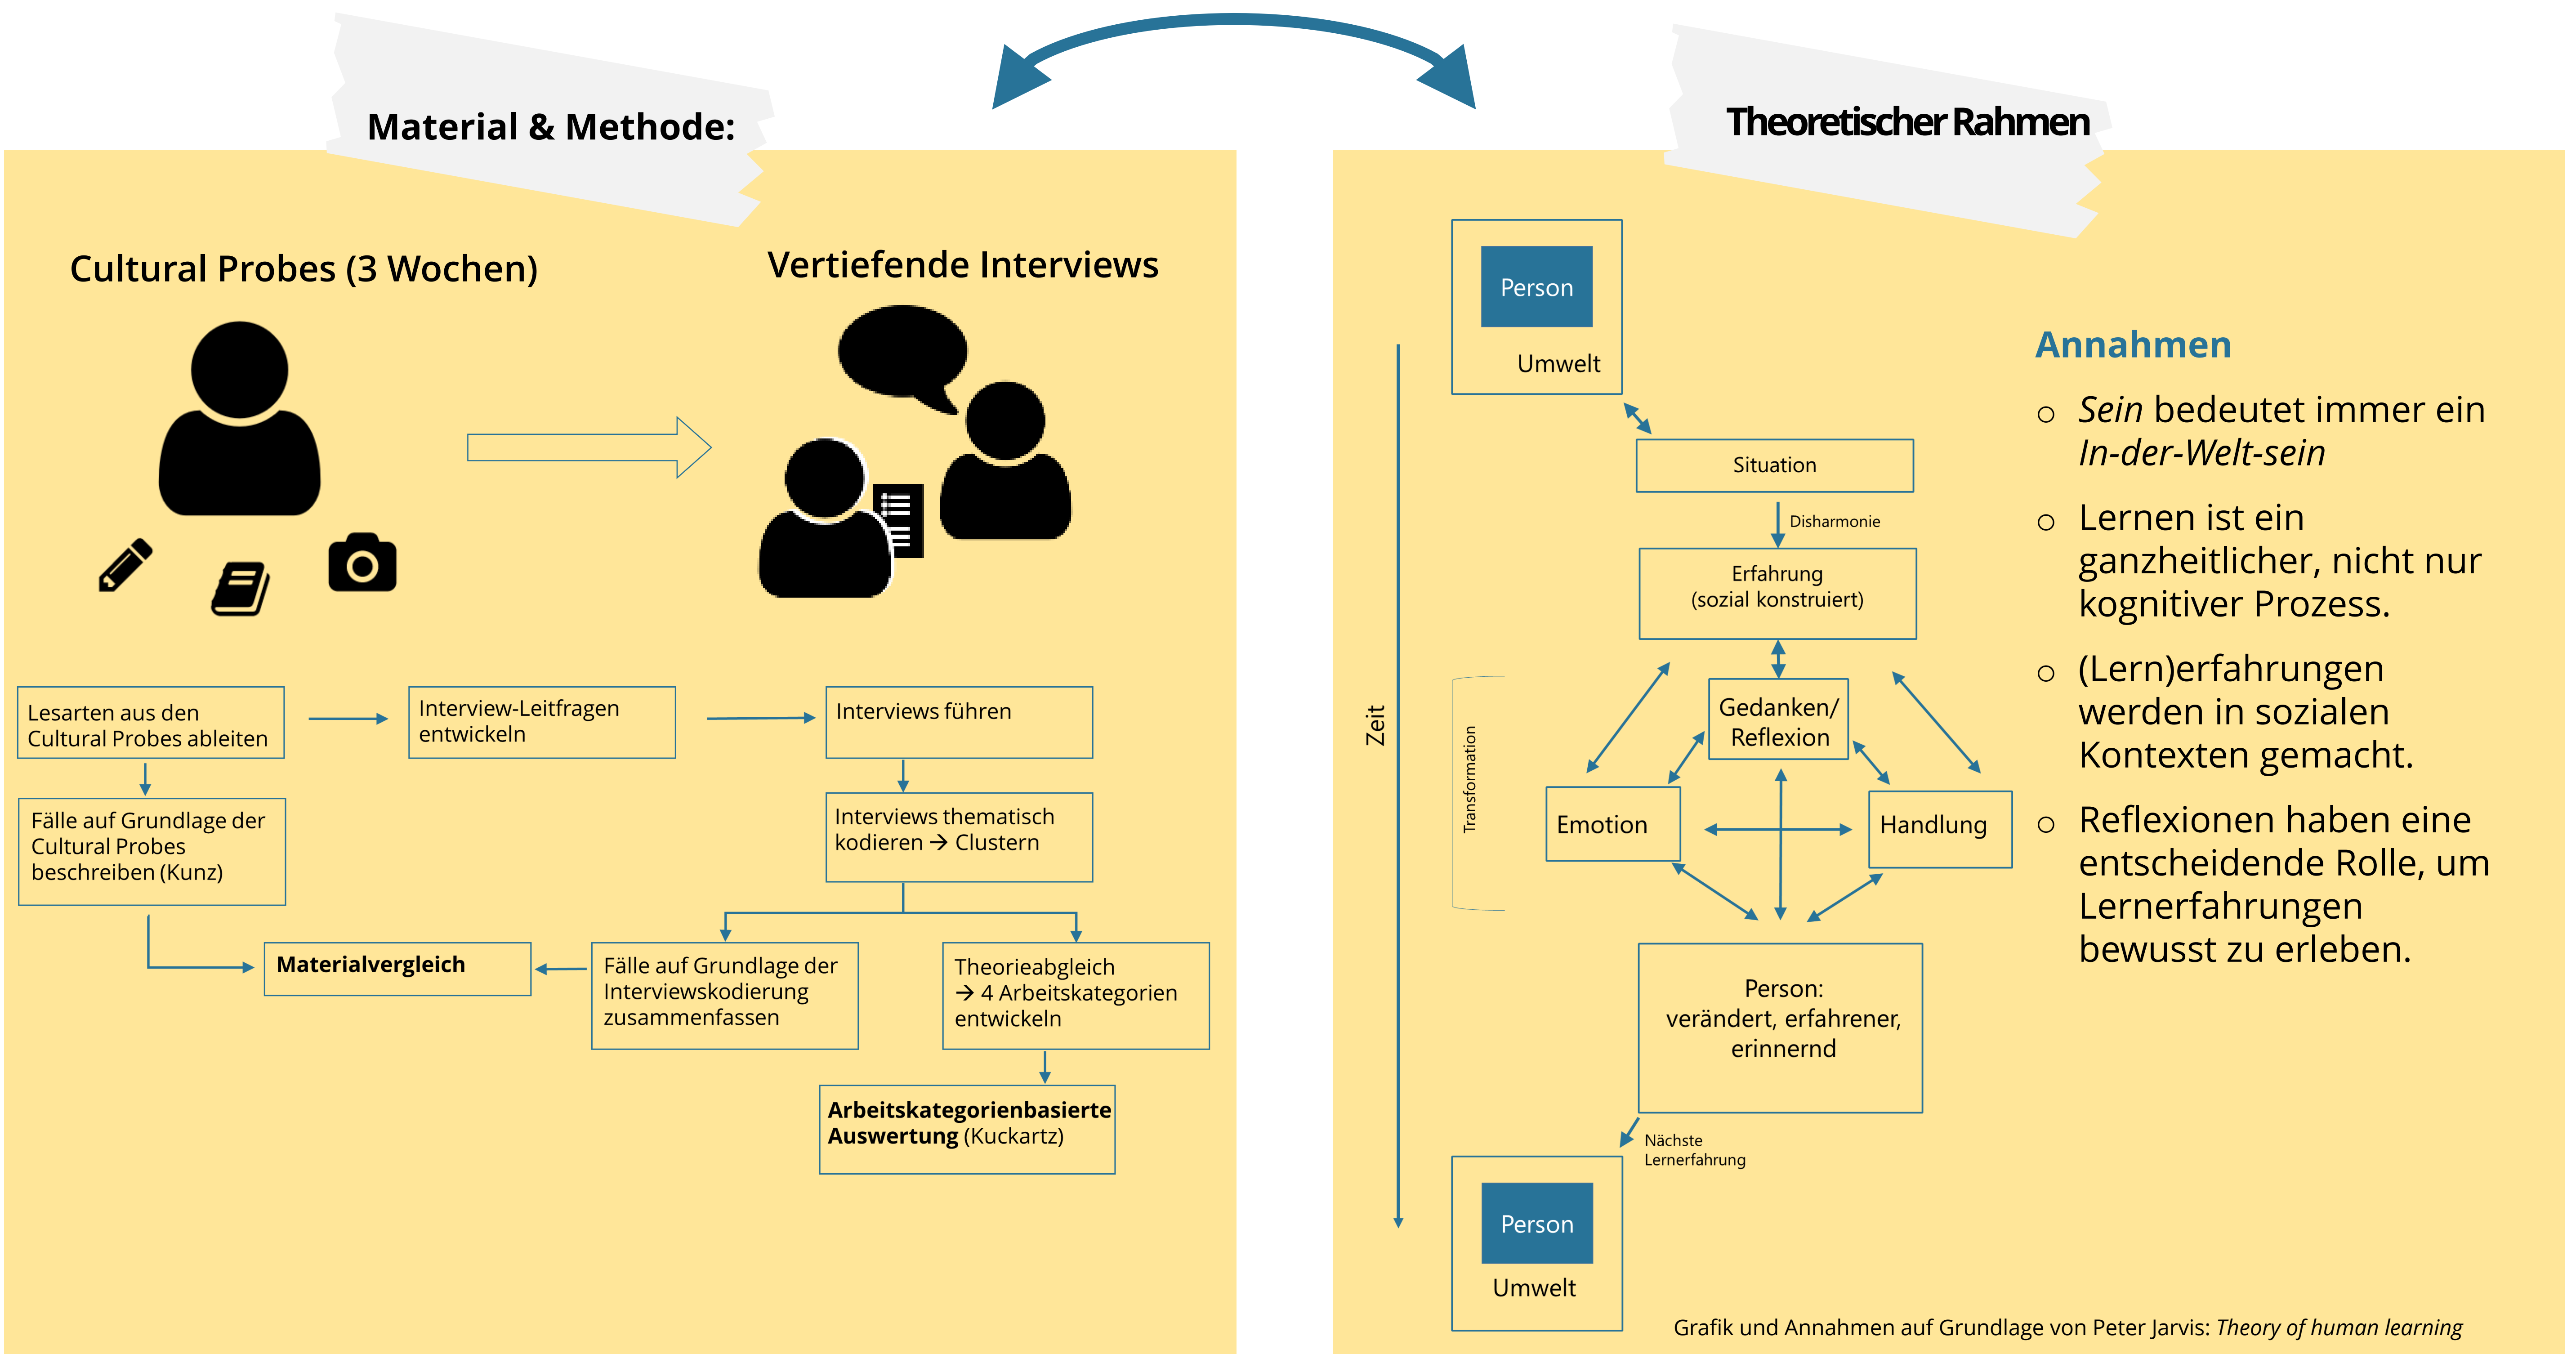 Material & Methode:
Cultural Probes (3 Wochen)
Vertiefende Interviews
Lesarten aus den
Cultural Probes ableiten
Interview-Leitfragen
entwickeln
Interviews führen
Fälle auf Grundlage der
Cultural Probes
beschreiben (Kunz)
Interviews thematisch
kodieren → Clustern
Materialvergleich
Fälle auf Grundlage der
Interviewskodierung
zusammenfassen
Theorieabgleich
→ 4 Arbeitskategorien
entwickeln
Arbeitskategorienbasierte
Auswertung (Kuckartz)
Theoretischer Rahmen
Person
Umwelt
Situation
Disharmonie
Erfahrung
(sozial konstruiert)
Zeit
Transformation
Gedanken/
Reflexion
Emotion
Handlung
Person:
verändert, erfahrener,
erinnernd
Nächste
Lernerfahrung
Person
Umwelt
Annahmen
○ Sein bedeutet immer ein
In-der-Welt-sein
○ Lernen ist ein
ganzheitlicher, nicht nur
kognitiver Prozess.
○ (Lern)erfahrungen
werden in sozialen
Kontexten gemacht.
○ Reflexionen haben eine
entscheidende Rolle, um
Lernerfahrungen
bewusst zu erleben.
Grafik und Annahmen auf Grundlage von Peter Jarvis: Theory of human learning